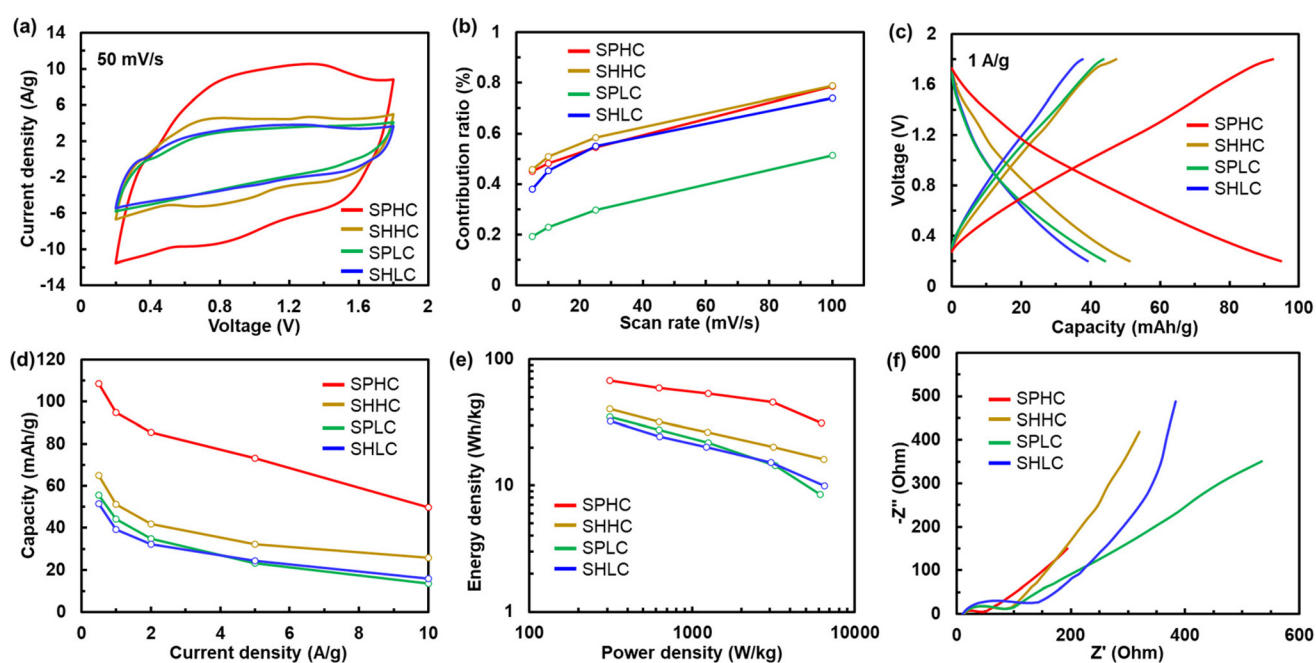 (a)
50 mV/s
Current density (A/g)
14
10
6
2
-2
-6
-10
-14
0
0.4
0.8
1.2
1.6
2
Voltage (V)
SPHC
SHHC
SPLC
SHLC
(b)
Contribution ratio (%)
1
0.8
0.6
0.4
0.2
0
0
20
40
60
80
100
Scan rate (mV/s)
SPHC
SHHC
SPLC
SHLC
(c)
1 A/g
Voltage (V)
2
1.6
1.2
0.8
0.4
0
0
20
40
60
80
100
Capacity (mAh/g)
SPHC
SHHC
SPLC
SHLC
(d)
Capacity (mAh/g)
120
100
80
60
40
20
0
0
2
4
6
8
10
Current density (A/g)
SPHC
SHHC
SPLC
SHLC
(e)
Energy density (Wh/kg)
100
10
1
100
1000
10000
Power density (W/kg)
SPHC
SHHC
SPLC
SHLC
(f)
-Z'' (Ohm)
600
500
400
300
200
100
0
0
200
400
600
Z' (Ohm)
SPHC
SHHC
SPLC
SHLC